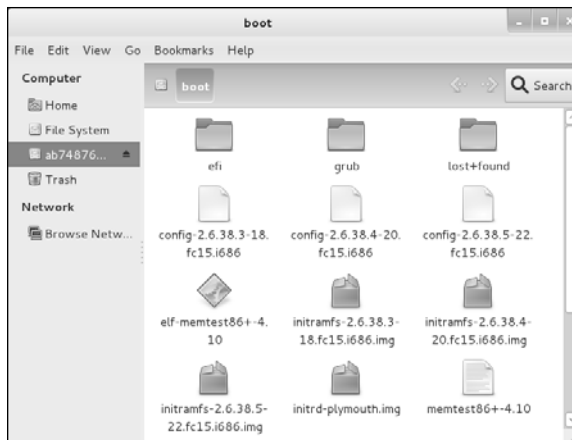 boot
File Edit View Go Bookmarks Help
Computer
Home
File System
ab74876...
Trash
Network
Browse Netw...
boot
Search
efi
grub
lost+found
config-2.6.38.3-18.
fc15.i686
config-2.6.38.4-20.
fc15.i686
config-2.6.38.5-22.
fc15.i686
elf-memtest86+-4.
10
initramfs-2.6.38.3-
18.fc15.i686.img
initramfs-2.6.38.4-
20.fc15.i686.img
initramfs-2.6.38.5-
22.fc15.i686.img
initrd-plymouth.img
memtest86+-4.10